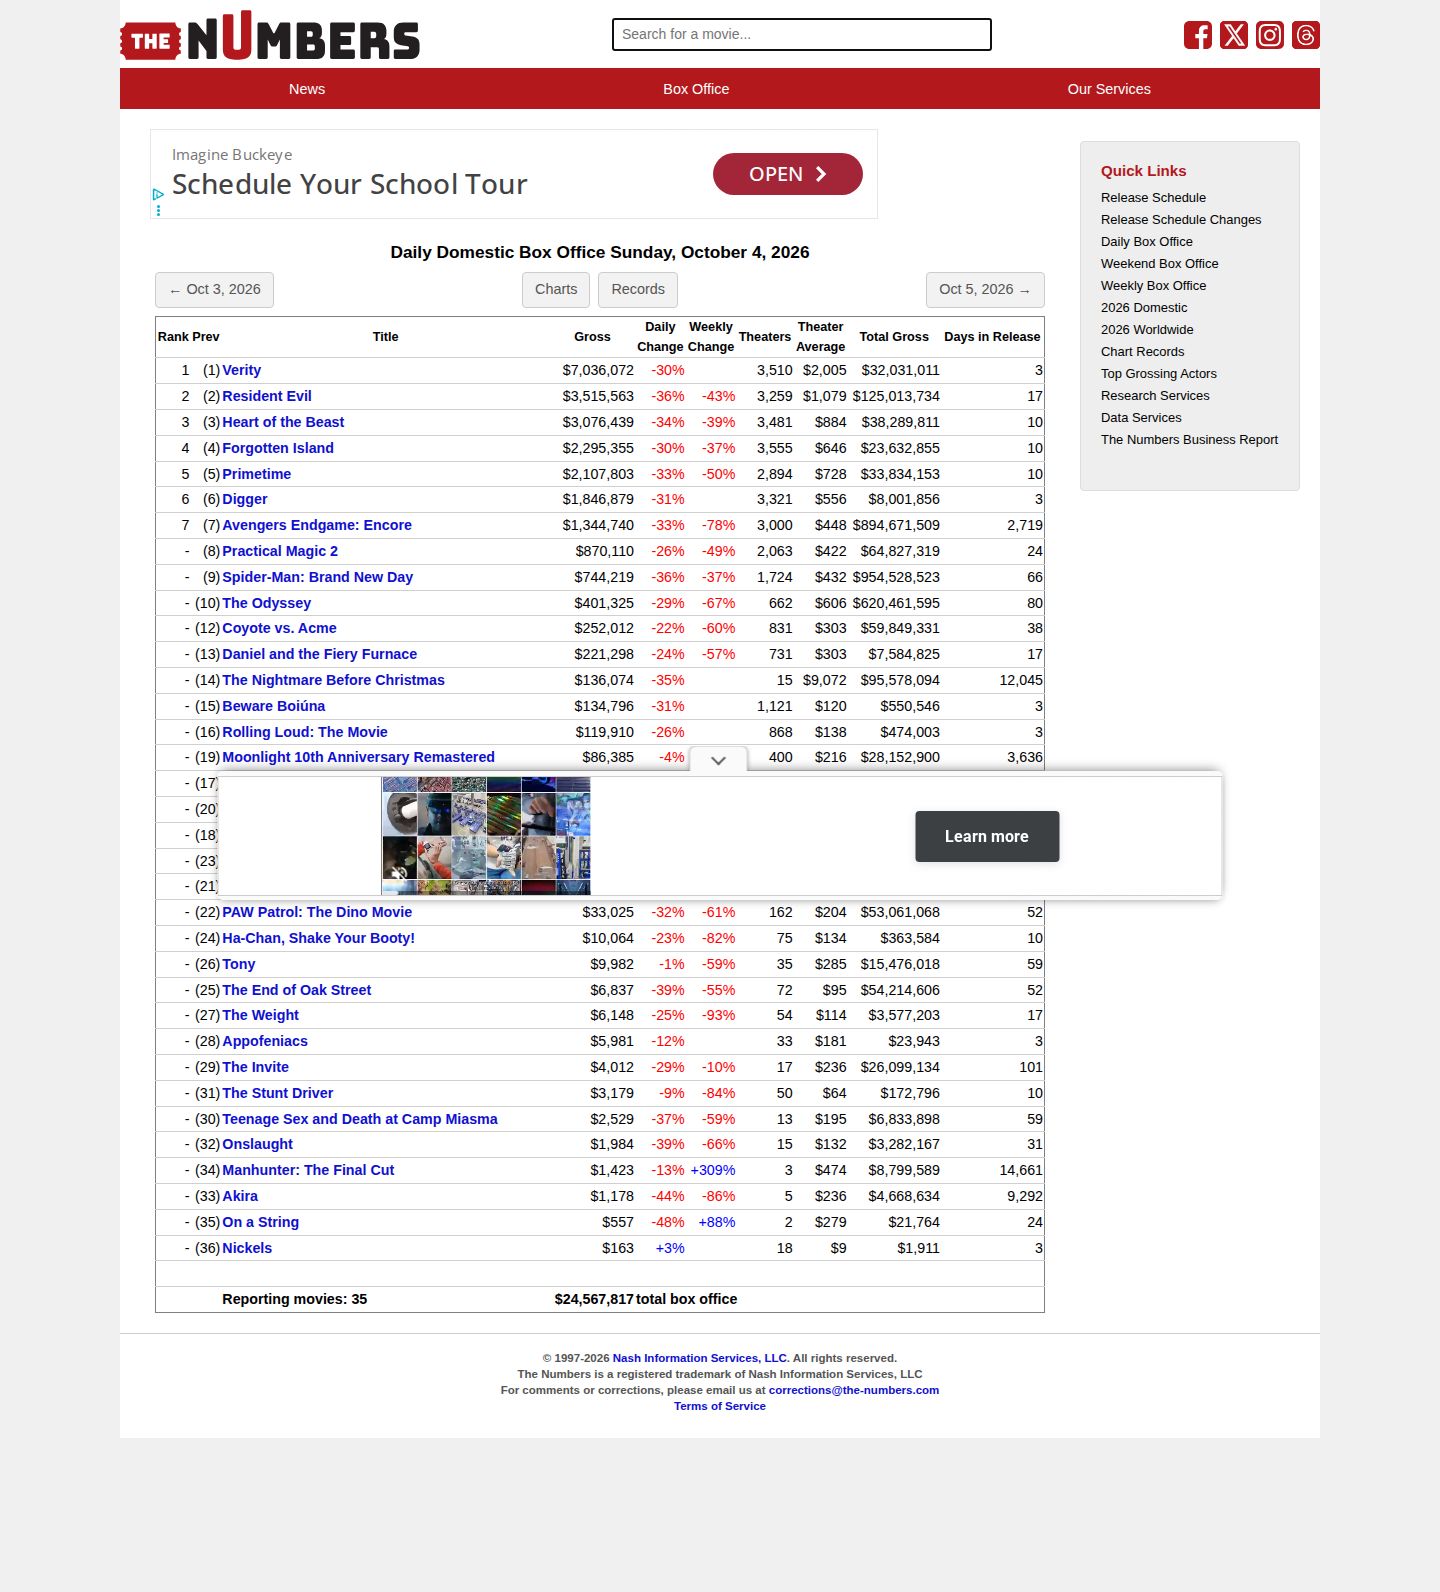 THE NUMBERS
Search for a movie...
News Box Office Our Services
Imagine Buckeye
Schedule Your School Tour
OPEN
Quick Links
Release Schedule
Release Schedule Changes
Daily Box Office
Weekend Box Office
Weekly Box Office
2026 Domestic
2026 Worldwide
Chart Records
Top Grossing Actors
Research Services
Data Services
The Numbers Business Report
Daily Domestic Box Office Sunday, October 4, 2026
← Oct 3, 2026 Charts Records Oct 5, 2026 →
Rank Prev Title Gross Daily Change Weekly Change Theaters Theater Average Total Gross Days in Release
1 (1) Verity $7,036,072 -30% 3,510 $2,005 $32,031,011 3
2 (2) Resident Evil $3,515,563 -36% -43% 3,259 $1,079 $125,013,734 17
3 (3) Heart of the Beast $3,076,439 -34% -39% 3,481 $884 $38,289,811 10
4 (4) Forgotten Island $2,295,355 -30% -37% 3,555 $646 $23,632,855 10
5 (5) Primetime $2,107,803 -33% -50% 2,894 $728 $33,834,153 10
6 (6) Digger $1,846,879 -31% 3,321 $556 $8,001,856 3
7 (7) Avengers Endgame: Encore $1,344,740 -33% -78% 3,000 $448 $894,671,509 2,719
- (8) Practical Magic 2 $870,110 -26% -49% 2,063 $422 $64,827,319 24
- (9) Spider-Man: Brand New Day $744,219 -36% -37% 1,724 $432 $954,528,523 66
- (10) The Odyssey $401,325 -29% -67% 662 $606 $620,461,595 80
- (12) Coyote vs. Acme $252,012 -22% -60% 831 $303 $59,849,331 38
- (13) Daniel and the Fiery Furnace $221,298 -24% -57% 731 $303 $7,584,825 17
- (14) The Nightmare Before Christmas $136,074 -35% 15 $9,072 $95,578,094 12,045
- (15) Beware Boiúna $134,796 -31% 1,121 $120 $550,546 3
- (16) Rolling Loud: The Movie $119,910 -26% 868 $138 $474,003 3
- (19) Moonlight 10th Anniversary Remastered $86,385 -4% 400 $216 $28,152,900 3,636
- (17)
- (20)
- (18)
- (23)
- (21)
Learn more
- (22) PAW Patrol: The Dino Movie $33,025 -32% -61% 162 $204 $53,061,068 52
- (24) Ha-Chan, Shake Your Booty! $10,064 -23% -82% 75 $134 $363,584 10
- (26) Tony $9,982 -1% -59% 35 $285 $15,476,018 59
- (25) The End of Oak Street $6,837 -39% -55% 72 $95 $54,214,606 52
- (27) The Weight $6,148 -25% -93% 54 $114 $3,577,203 17
- (28) Appofeniacs $5,981 -12% 33 $181 $23,943 3
- (29) The Invite $4,012 -29% -10% 17 $236 $26,099,134 101
- (31) The Stunt Driver $3,179 -9% -84% 50 $64 $172,796 10
- (30) Teenage Sex and Death at Camp Miasma $2,529 -37% -59% 13 $195 $6,833,898 59
- (32) Onslaught $1,984 -39% -66% 15 $132 $3,282,167 31
- (34) Manhunter: The Final Cut $1,423 -13% +309% 3 $474 $8,799,589 14,661
- (33) Akira $1,178 -44% -86% 5 $236 $4,668,634 9,292
- (35) On a String $557 -48% +88% 2 $279 $21,764 24
- (36) Nickels $163 +3% 18 $9 $1,911 3
Reporting movies: 35 $24,567,817 total box office
© 1997-2026 Nash Information Services, LLC. All rights reserved.
The Numbers is a registered trademark of Nash Information Services, LLC
For comments or corrections, please email us at corrections@the-numbers.com
Terms of Service